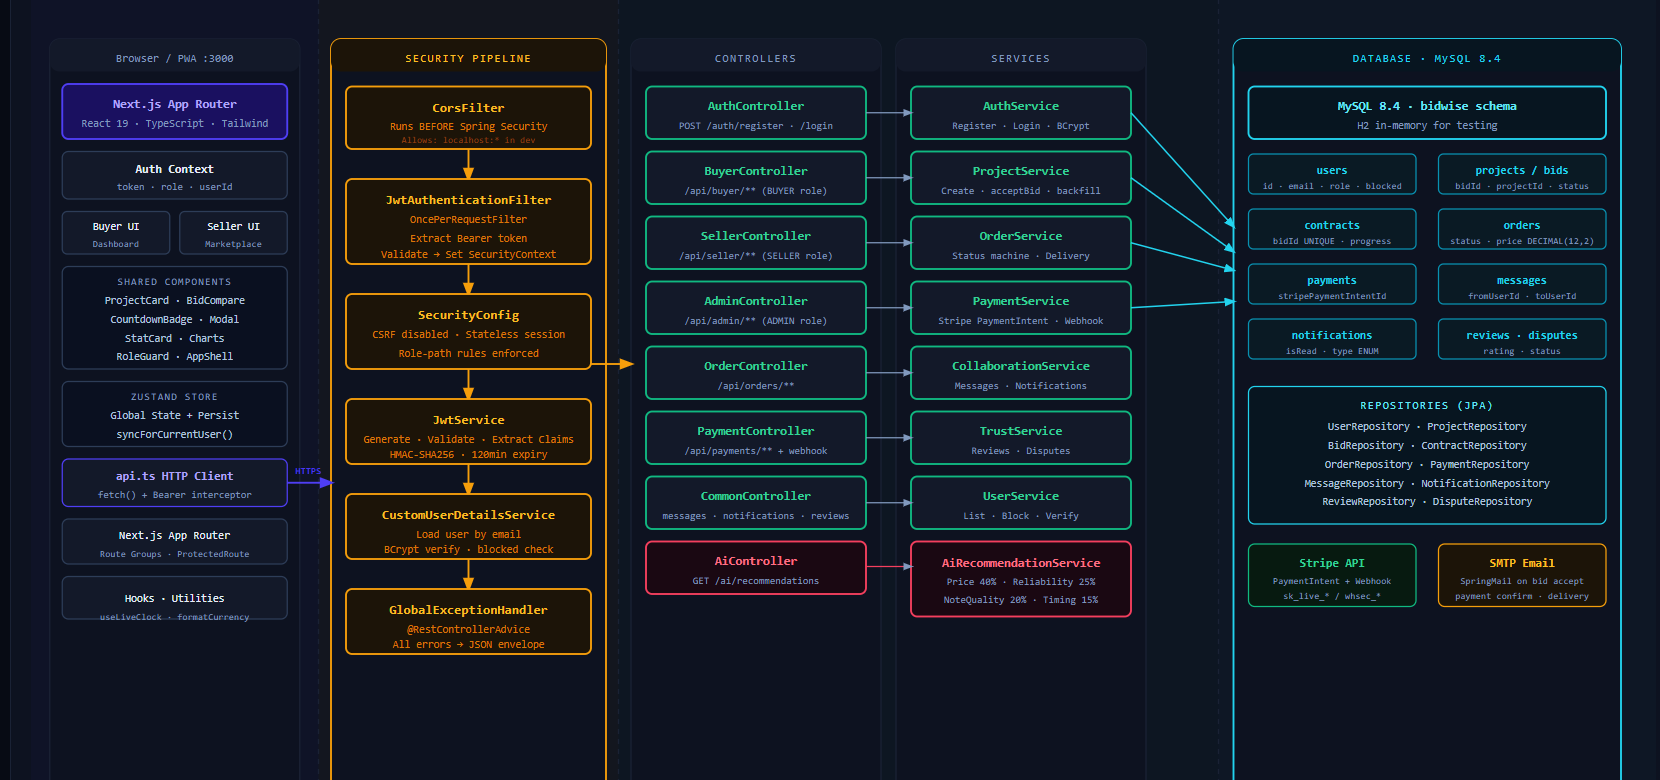 Browser / PWA :3000
Next.js App Router
React 19 · TypeScript · Tailwind
Auth Context
token · role · userId
Buyer UI
Dashboard
Seller UI
Marketplace
SHARED COMPONENTS
ProjectCard · BidCompare
CountdownBadge · Modal
StatCard · Charts
RoleGuard · AppShell
ZUSTAND STORE
Global State + Persist
syncForCurrentUser()
api.ts HTTP Client
fetch() + Bearer interceptor
HTTPS
Next.js App Router
Route Groups · ProtectedRoute
Hooks · Utilities
useLiveClock · formatCurrency
SECURITY PIPELINE
CorsFilter
Runs BEFORE Spring Security
Allows: localhost:* in dev
JwtAuthenticationFilter
OncePerRequestFilter
Extract Bearer token
Validate → Set SecurityContext
SecurityConfig
CSRF disabled · Stateless session
Role-path rules enforced
JwtService
Generate · Validate · Extract Claims
HMAC-SHA256 · 120min expiry
CustomUserDetailsService
Load user by email
BCrypt verify · blocked check
GlobalExceptionHandler
@RestControllerAdvice
All errors → JSON envelope
CONTROLLERS
AuthController
POST /auth/register · /login
BuyerController
/api/buyer/** (BUYER role)
SellerController
/api/seller/** (SELLER role)
AdminController
/api/admin/** (ADMIN role)
OrderController
/api/orders/**
PaymentController
/api/payments/** + webhook
CommonController
messages · notifications · reviews
AiController
GET /ai/recommendations
SERVICES
AuthService
Register · Login · BCrypt
ProjectService
Create · acceptBid · backfill
OrderService
Status machine · Delivery
PaymentService
Stripe PaymentIntent · Webhook
CollaborationService
Messages · Notifications
TrustService
Reviews · Disputes
UserService
List · Block · Verify
AiRecommendationService
Price 40% · Reliability 25%
NoteQuality 20% · Timing 15%
DATABASE · MySQL 8.4
MySQL 8.4 · bidwise schema
H2 in-memory for testing
users
id · email · role · blocked
projects / bids
bidId · projectId · status
contracts
bidId UNIQUE · progress
orders
status · price DECIMAL(12,2)
payments
stripePaymentIntentId
messages
fromUserId · toUserId
notifications
isRead · type ENUM
reviews · disputes
rating · status
REPOSITORIES (JPA)
UserRepository · ProjectRepository
BidRepository · ContractRepository
OrderRepository · PaymentRepository
MessageRepository · NotificationRepository
ReviewRepository · DisputeRepository
Stripe API
PaymentIntent + Webhook
sk_live_* / whsec_*
SMTP Email
SpringMail on bid accept
payment confirm · delivery